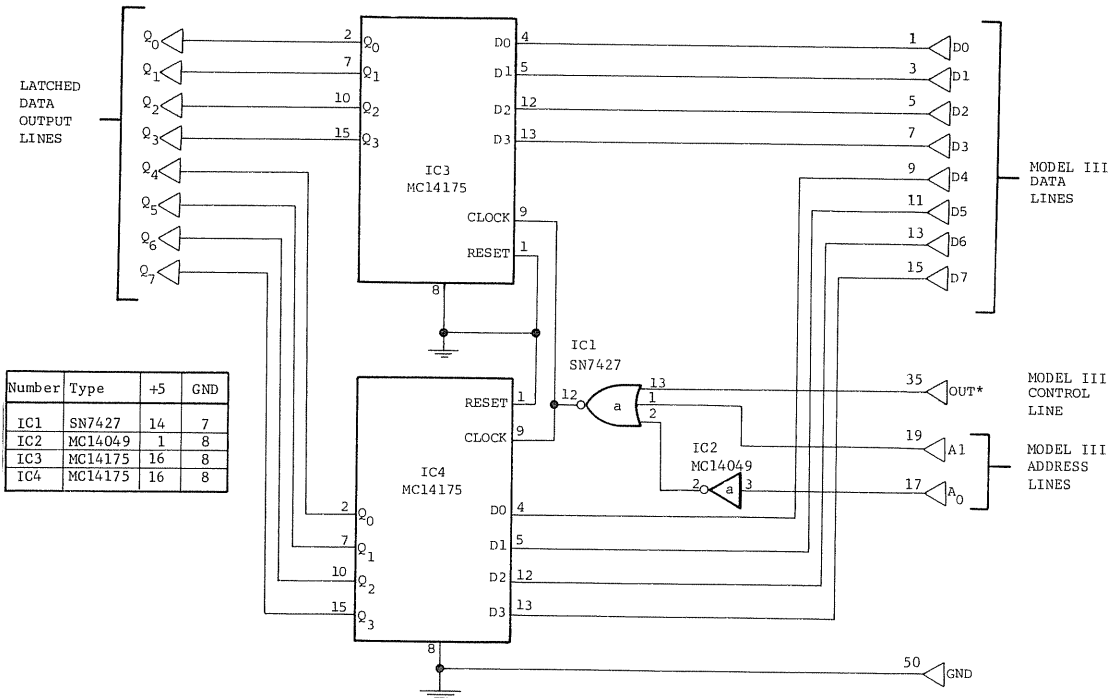 LATCHED
DATA
OUTPUT
LINES
Q0
Q1
Q2
Q3
Q4
Q5
Q6
Q7
2 Q0
7 Q1
10 Q2
15 Q3
IC3
MC14175
D0 4
D1 5
D2 12
D3 13
CLOCK 9
RESET 1
8
1 D0
3 D1
5 D2
7 D3
9 D4
11 D5
13 D6
15 D7
MODEL III
DATA
LINES
Number Type +5 GND
IC1 SN7427 14 7
IC2 MC14049 1 8
IC3 MC14175 16 8
IC4 MC14175 16 8
IC1
SN7427
12 a 13
1
2
35 OUT*
MODEL III
CONTROL
LINE
IC2
MC14049
2 a 3
19 A1
17 A0
MODEL III
ADDRESS
LINES
RESET 1
CLOCK 9
IC4
MC14175
D0 4
D1 5
D2 12
D3 13
2 Q0
7 Q1
10 Q2
15 Q3
8
50 GND